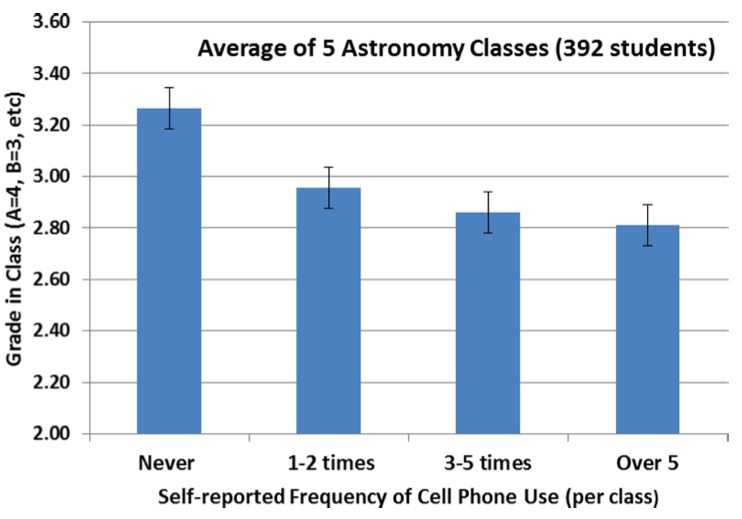 Average of 5 Astronomy Classes (392 students)
Grade in Class (A=4, B=3, etc)
3.60
3.40
3.20
3.00
2.80
2.60
2.40
2.20
2.00
Never 1-2 times 3-5 times Over 5
Self-reported Frequency of Cell Phone Use (per class)